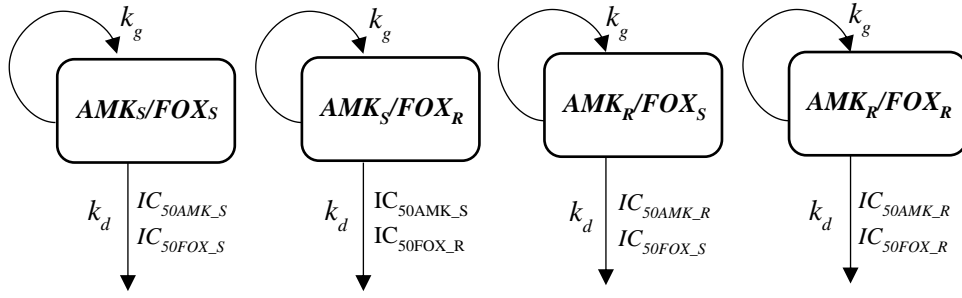 k_g k_g k_g k_g
AMK_S/FOX_S AMK_S/FOX_R AMK_R/FOX_S AMK_R/FOX_R
k_d IC_50AMK_S k_d IC_50AMK_S k_d IC_50AMK_R k_d IC_50AMK_R
IC_50FOX_S IC_50FOX_R IC_50FOX_S IC_50FOX_R